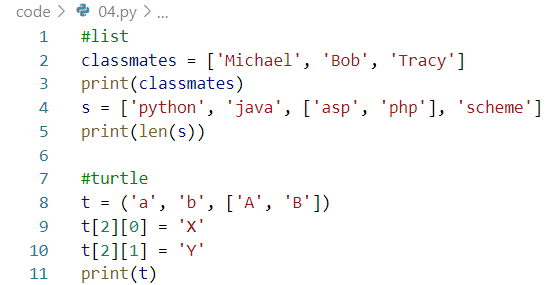 code > 04.py > ...
1 #list
2 classmates = ['Michael', 'Bob', 'Tracy']
3 print(classmates)
4 s = ['python', 'java', ['asp', 'php'], 'scheme']
5 print(len(s))
6
7 #turtle
8 t = ('a', 'b', ['A', 'B'])
9 t[2][0] = 'X'
10 t[2][1] = 'Y'
11 print(t)